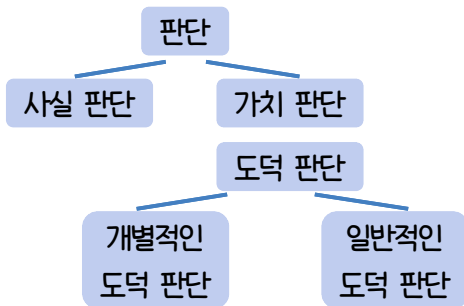 판단
사실 판단 가치 판단
도덕 판단
개별적인 일반적인
도덕 판단 도덕 판단